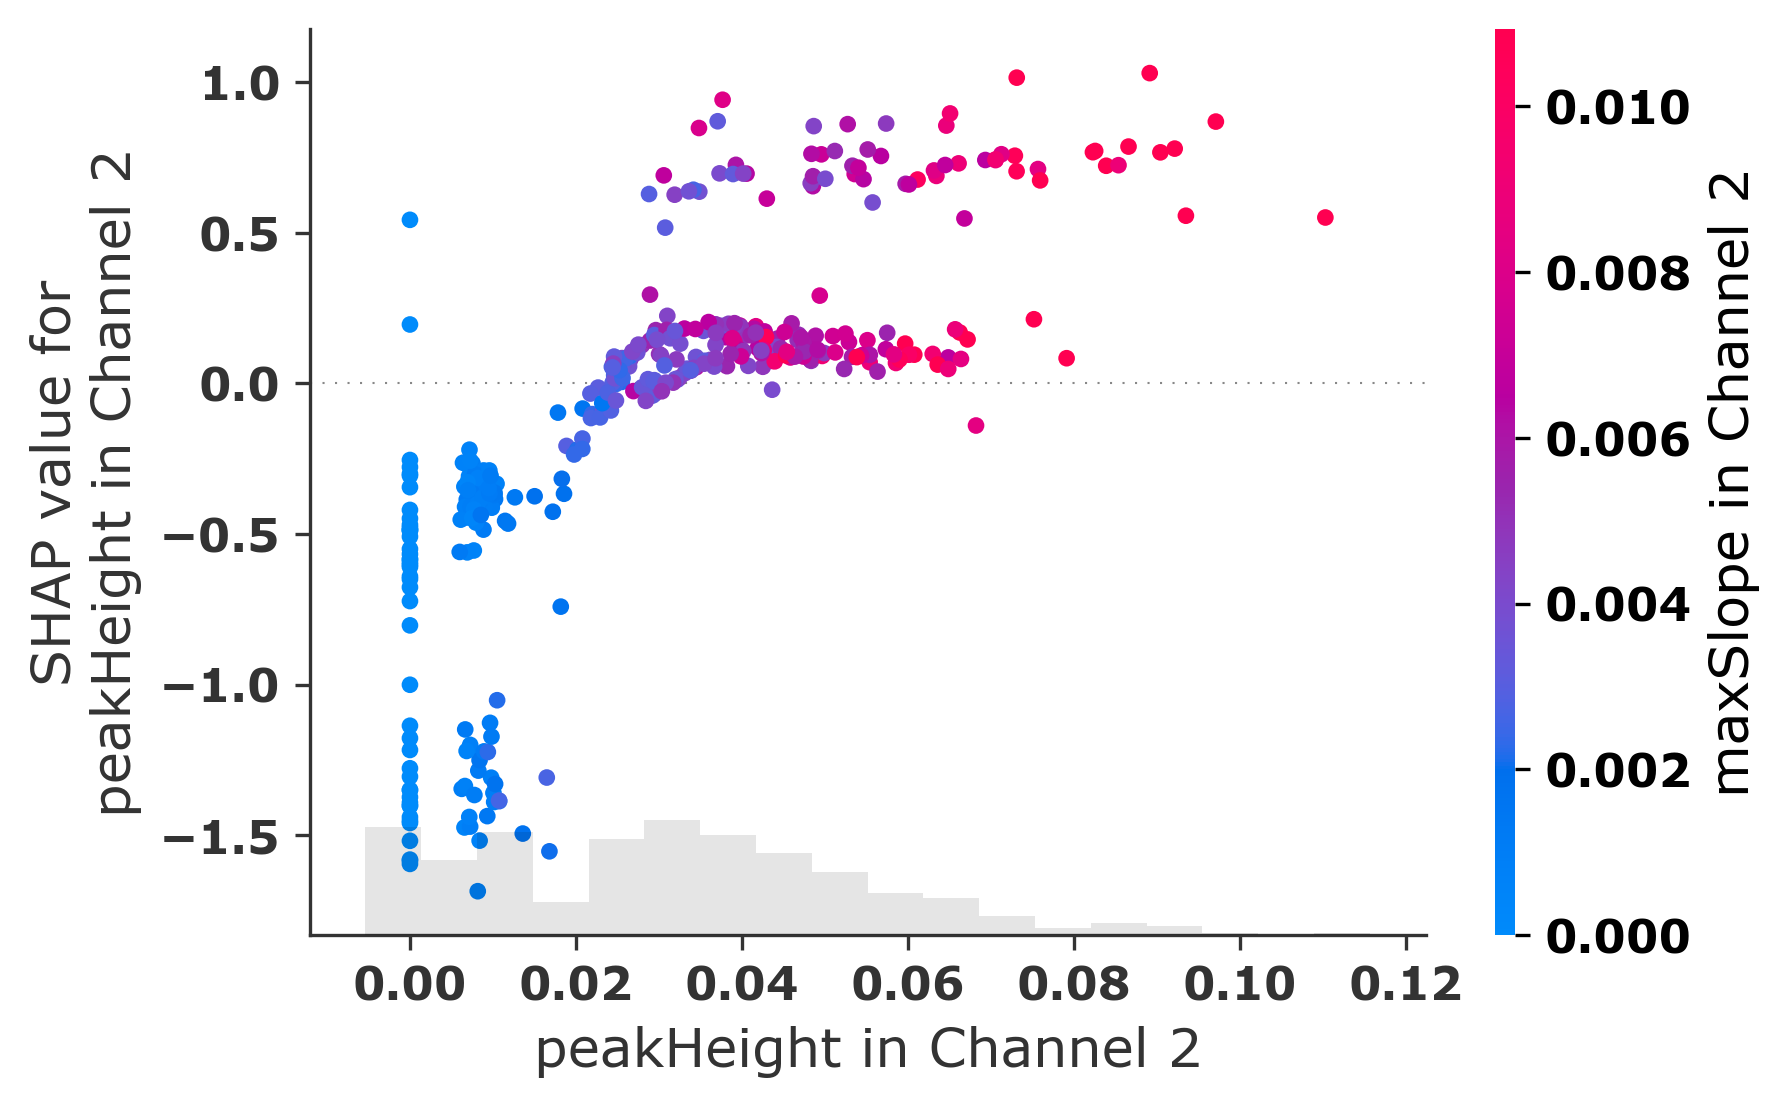 SHAP value for
peakHeight in Channel 2
1.0
0.5
0.0
−0.5
−1.0
−1.5
0.00 0.02 0.04 0.06 0.08 0.10 0.12
peakHeight in Channel 2
0.010
0.008
0.006
0.004
0.002
0.000
maxSlope in Channel 2